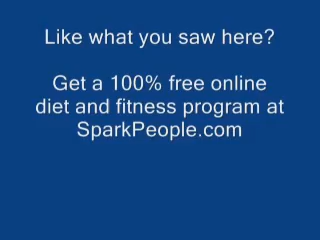 Like what you saw here?
Get a 100% free online
diet and fitness program at
SparkPeople.com